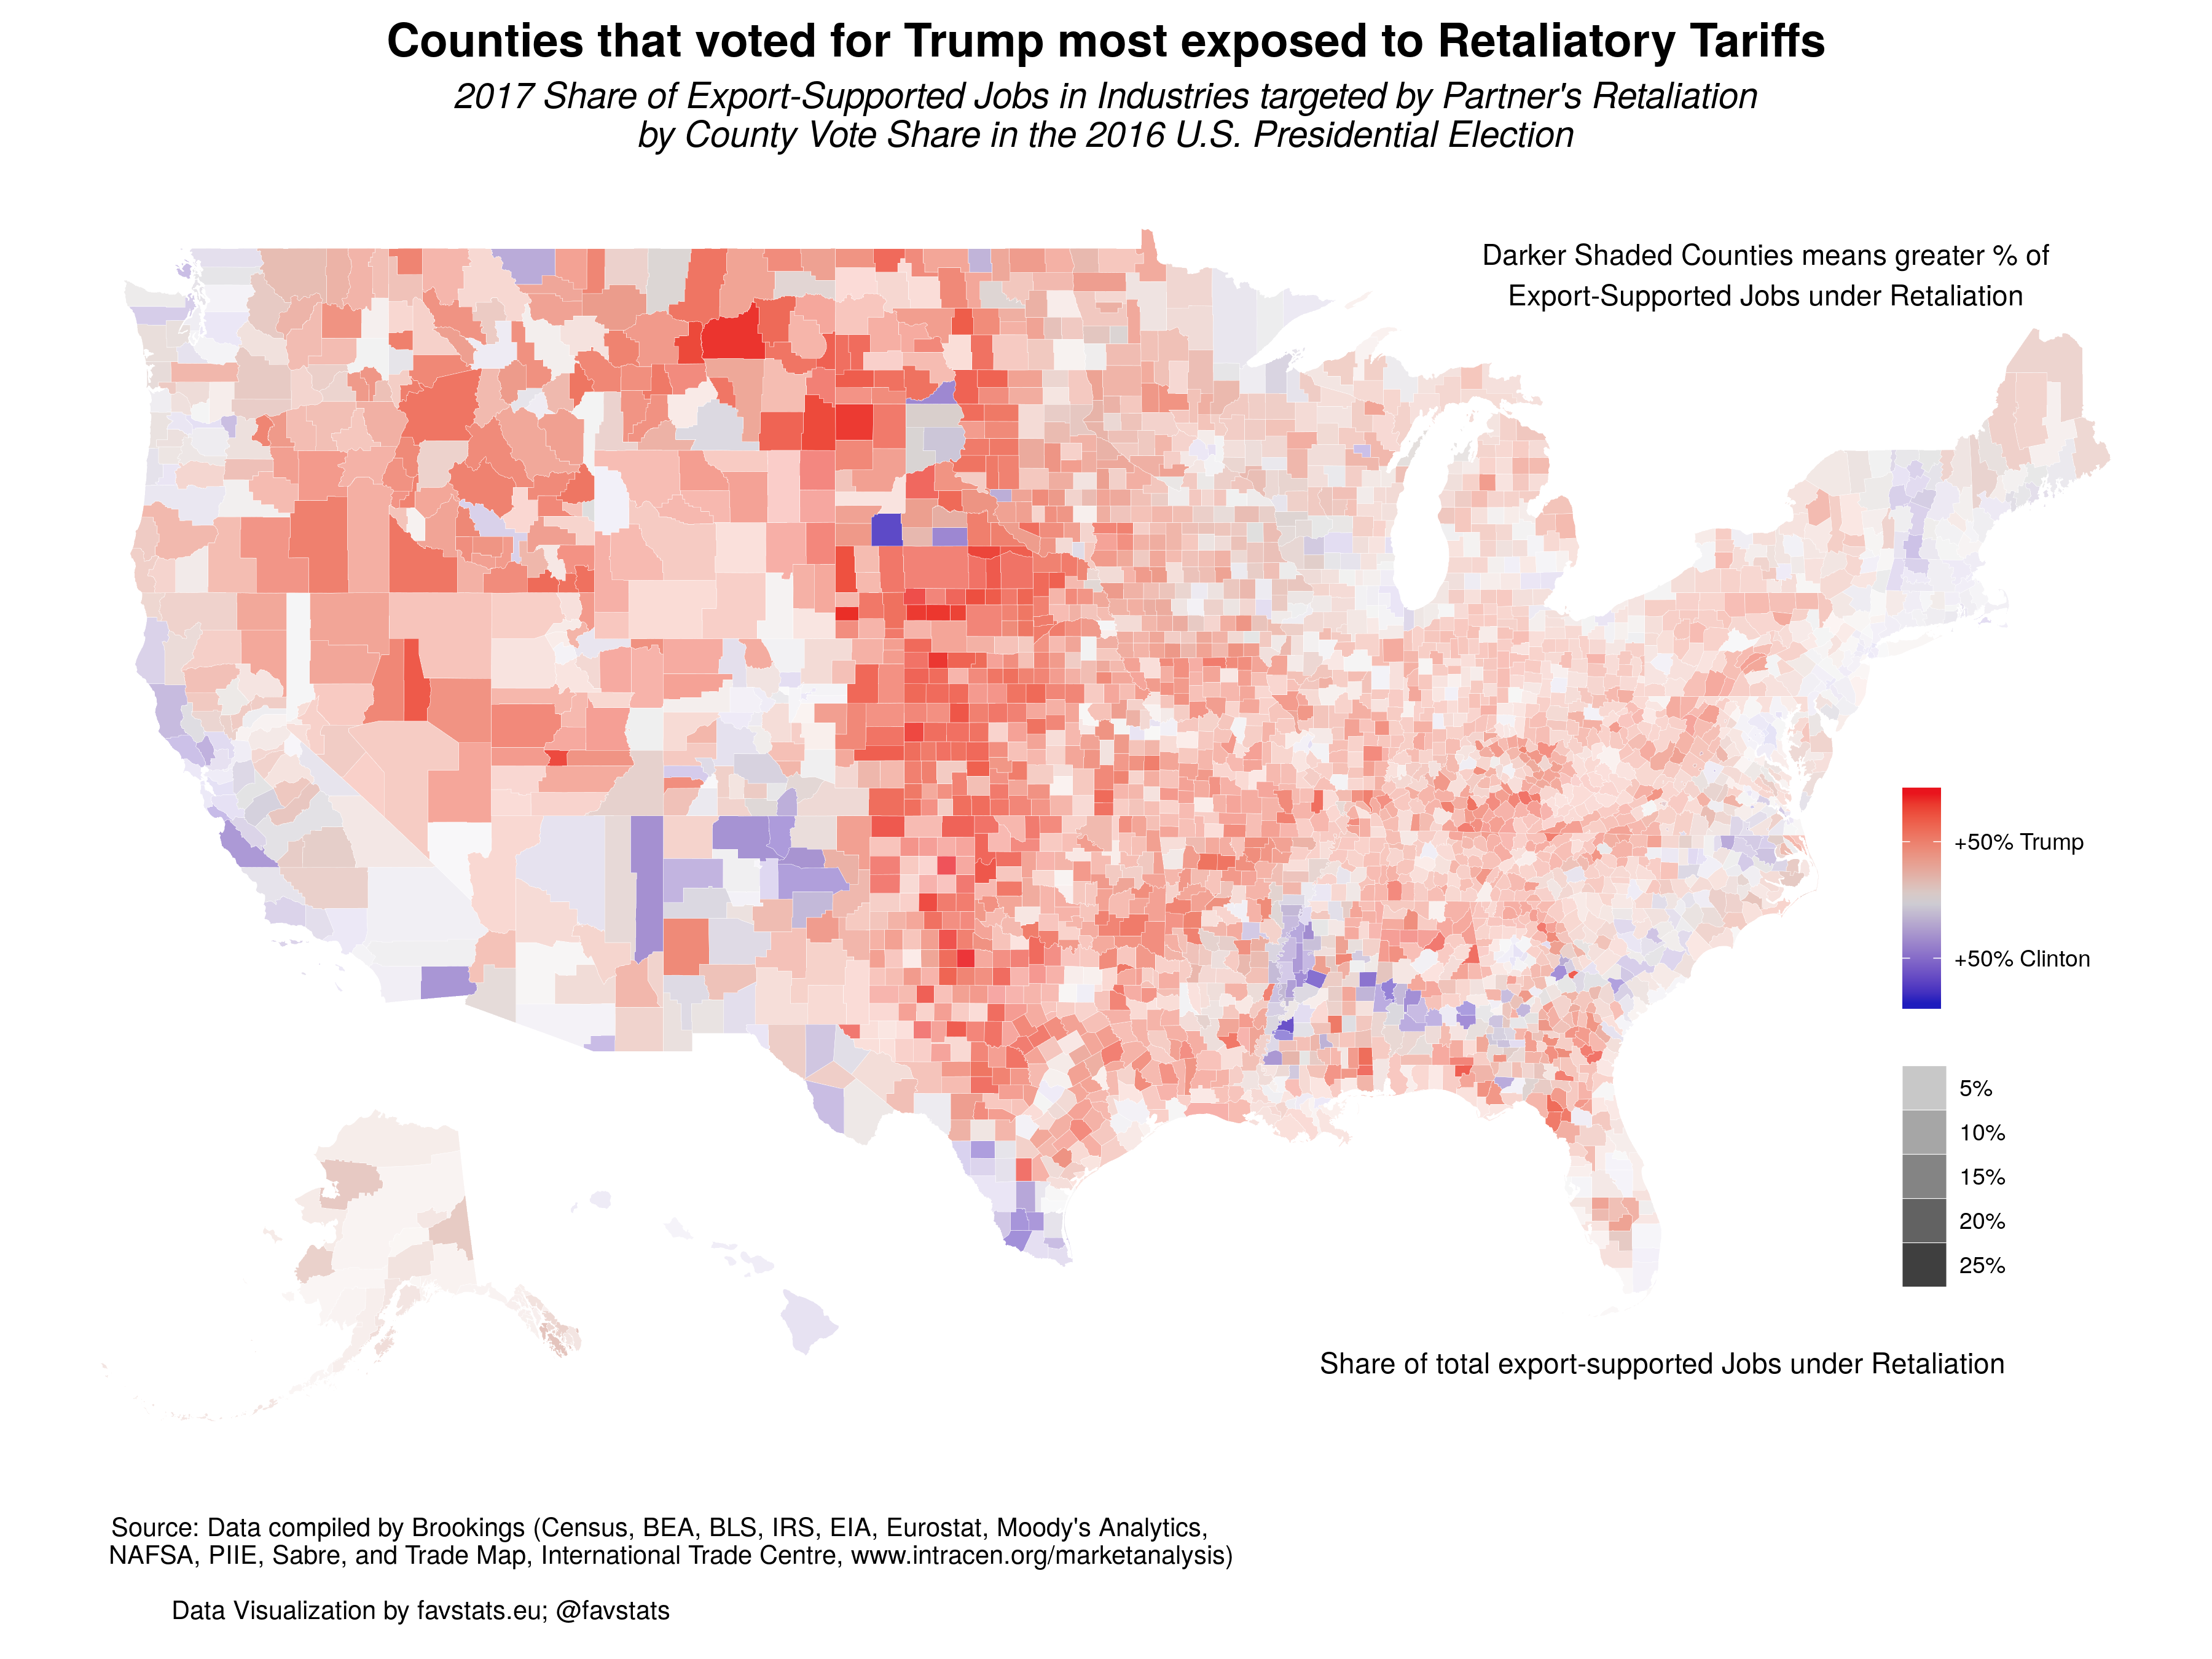 Counties that voted for Trump most exposed to Retaliatory Tariffs
2017 Share of Export-Supported Jobs in Industries targeted by Partner's Retaliation
by County Vote Share in the 2016 U.S. Presidential Election
Darker Shaded Counties means greater % of
Export-Supported Jobs under Retaliation
+50% Trump
+50% Clinton
5%
10%
15%
20%
25%
Share of total export-supported Jobs under Retaliation
Source: Data compiled by Brookings (Census, BEA, BLS, IRS, EIA, Eurostat, Moody's Analytics,
NAFSA, PIIE, Sabre, and Trade Map, International Trade Centre, www.intracen.org/marketanalysis)
Data Visualization by favstats.eu; @favstats